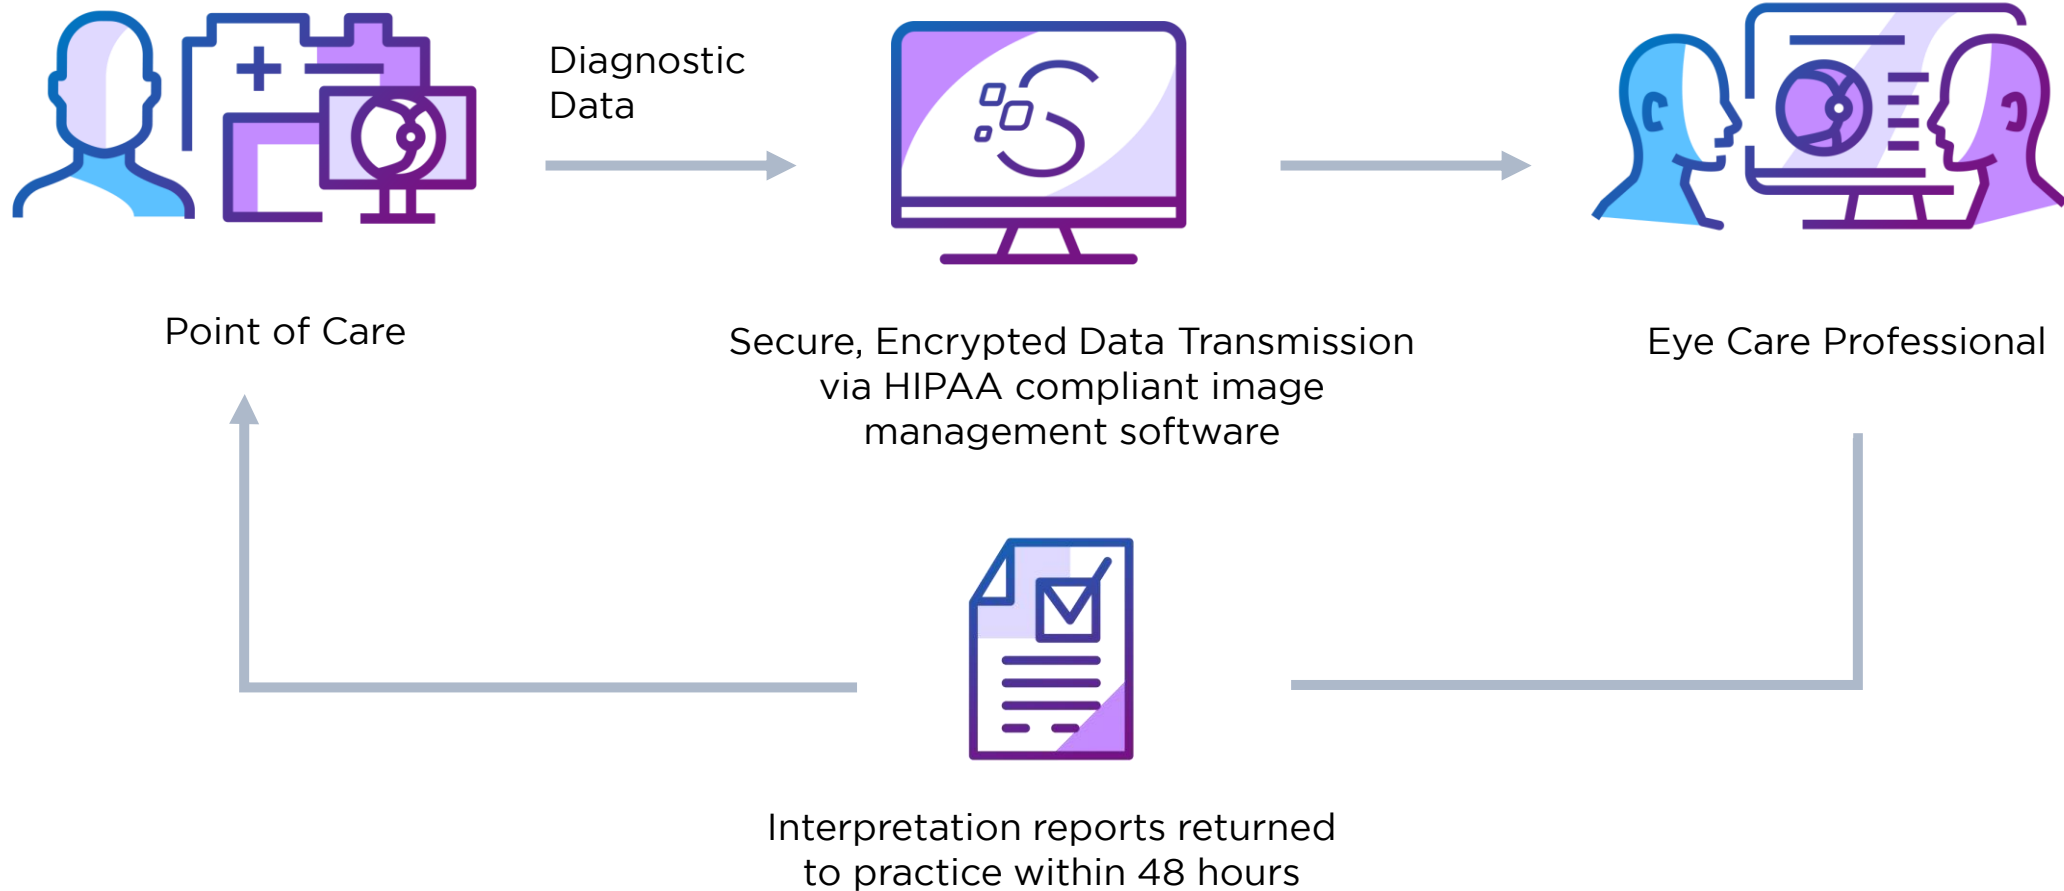 Diagnostic
Data
Point of Care
Secure, Encrypted Data Transmission
via HIPAA compliant image
management software
Eye Care Professional
Interpretation reports returned
to practice within 48 hours